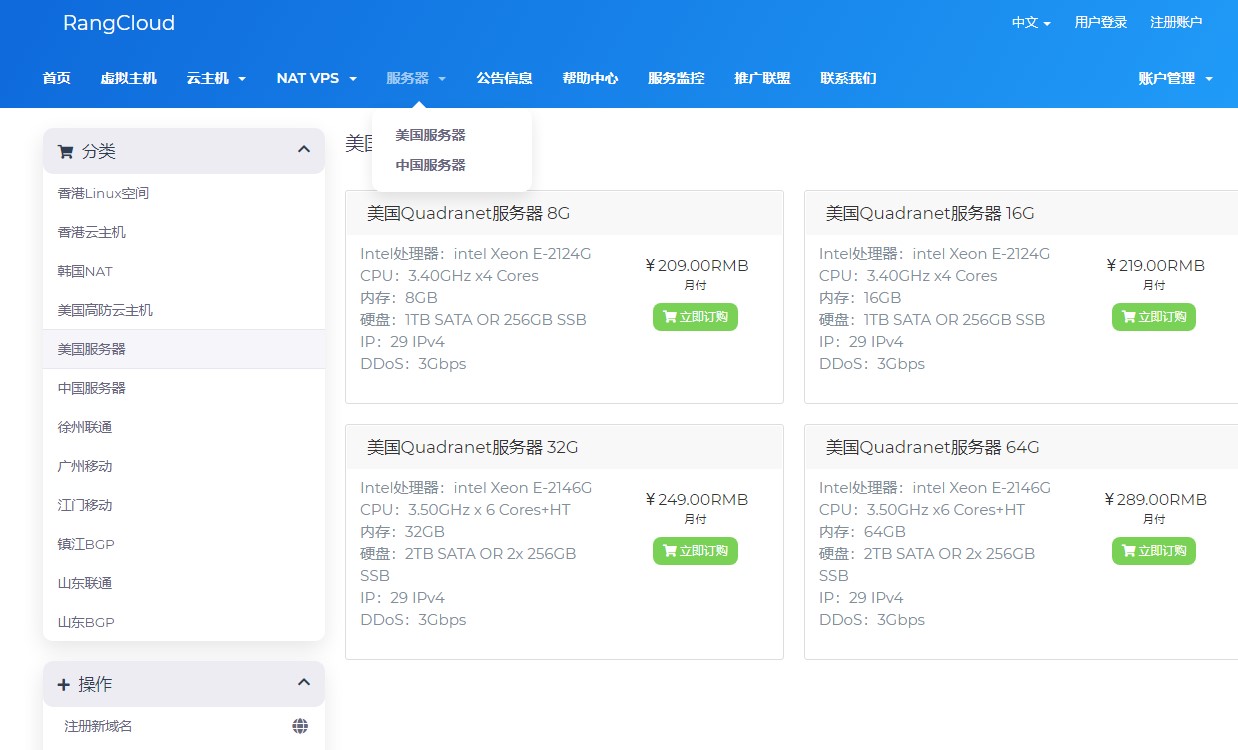 RangCloud
中文
用户登录
注册账户
首页
虚拟主机
云主机
NAT VPS
服务器
公告信息
帮助中心
服务监控
推广联盟
联系我们
账户管理
美国服务器
中国服务器
分类
香港Linux空间
香港云主机
韩国NAT
美国高防云主机
美国服务器
中国服务器
徐州联通
广州移动
江门移动
镇江BGP
山东联通
山东BGP
操作
注册新域名
美国
美国Quadranet服务器 8G
Intel处理器：intel Xeon E-2124G
CPU：3.40GHz x4 Cores
内存：8GB
硬盘：1TB SATA OR 256GB SSB
IP：29 IPv4
DDoS：3Gbps
￥209.00RMB
月付
立即订购
美国Quadranet服务器 16G
Intel处理器：intel Xeon E-2124G
CPU：3.40GHz x4 Cores
内存：16GB
硬盘：1TB SATA OR 256GB SSB
IP：29 IPv4
DDoS：3Gbps
￥219.00RMB
月付
立即订购
美国Quadranet服务器 32G
Intel处理器：intel Xeon E-2146G
CPU：3.50GHz x 6 Cores+HT
内存：32GB
硬盘：2TB SATA OR 2x 256GB
SSB
IP：29 IPv4
DDoS：3Gbps
￥249.00RMB
月付
立即订购
美国Quadranet服务器 64G
Intel处理器：intel Xeon E-2146G
CPU：3.50GHz x6 Cores+HT
内存：64GB
硬盘：2TB SATA OR 2x 256GB
SSB
IP：29 IPv4
DDoS：3Gbps
￥289.00RMB
月付
立即订购